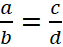 a/b = c/d